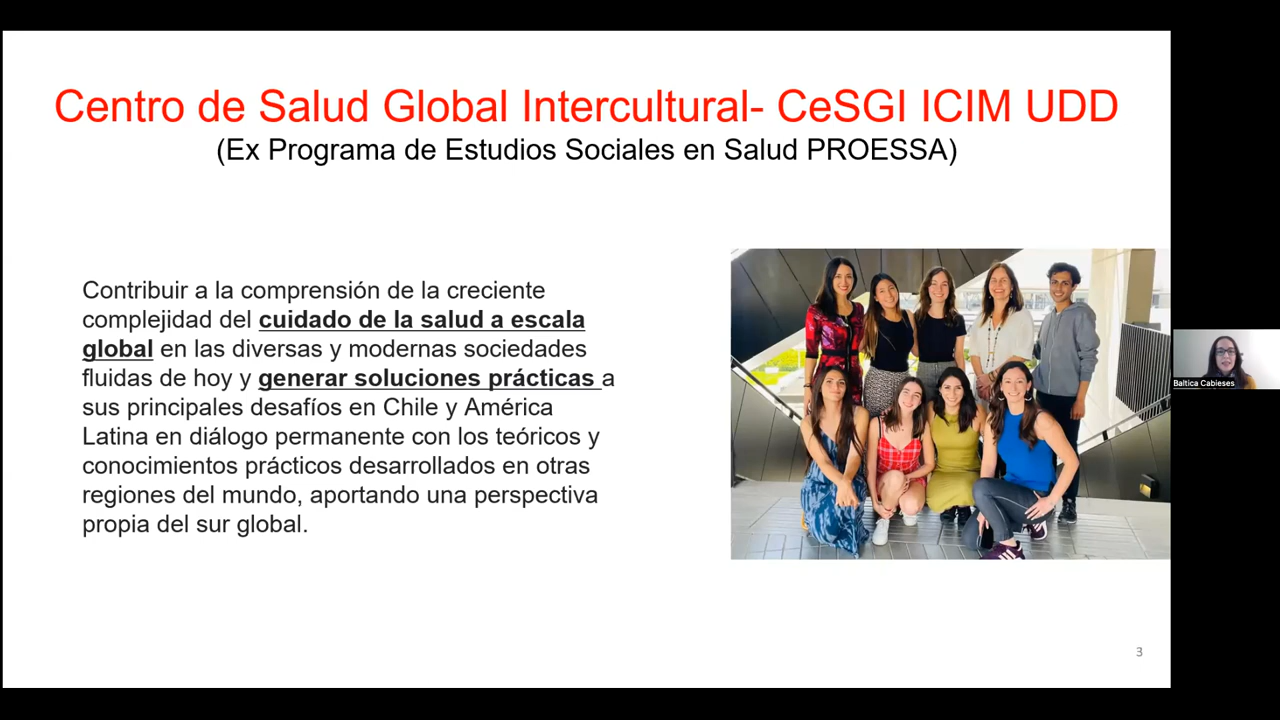 Centro de Salud Global Intercultural- CeSGI ICIM UDD
(Ex Programa de Estudios Sociales en Salud PROESSA)
Contribuir a la comprensión de la creciente
complejidad del cuidado de la salud a escala
global en las diversas y modernas sociedades
fluidas de hoy y generar soluciones prácticas a
sus principales desafíos en Chile y América
Latina en diálogo permanente con los teóricos y
conocimientos prácticos desarrollados en otras
regiones del mundo, aportando una perspectiva
propia del sur global.
Baltica Cabieses
3